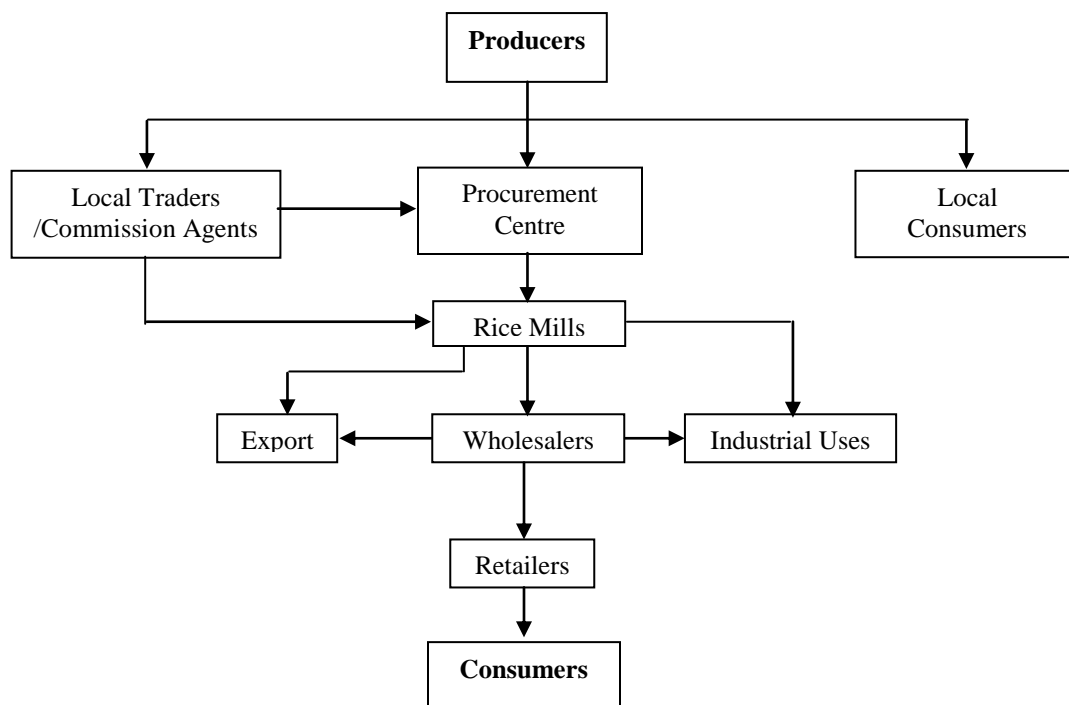 Producers
Local Traders
/Commission Agents
Procurement
Centre
Local
Consumers
Rice Mills
Export
Wholesalers
Industrial Uses
Retailers
Consumers